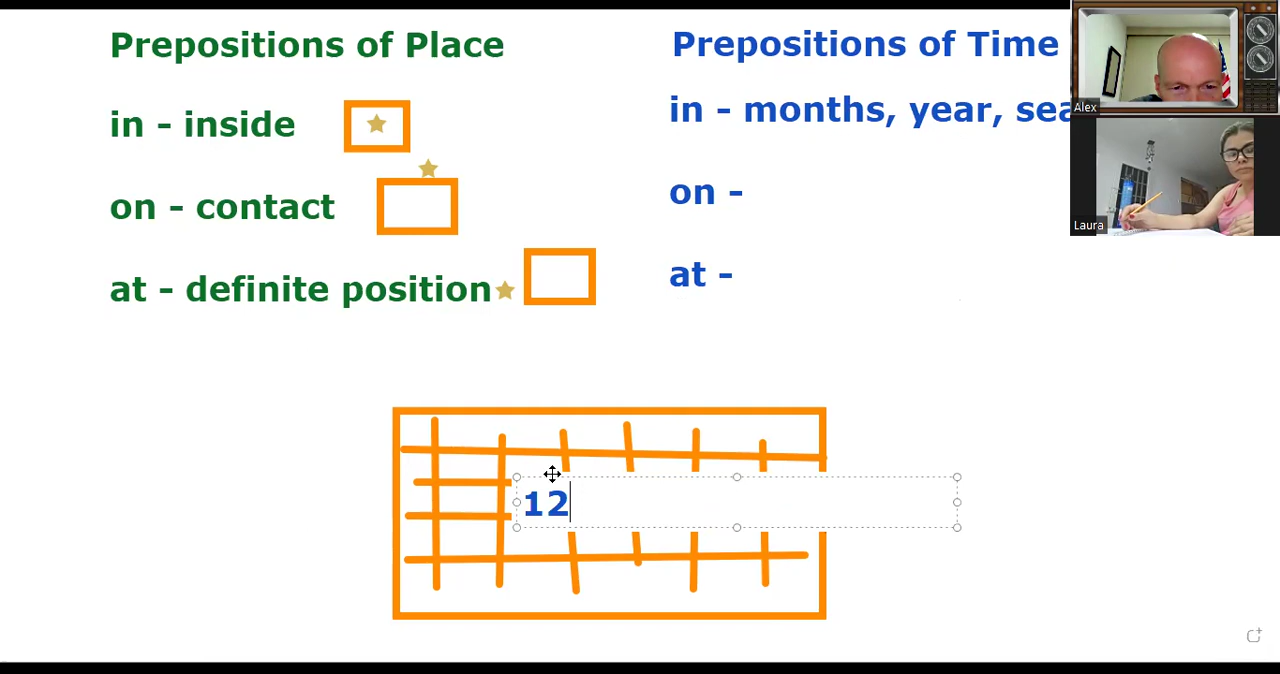 Prepositions of Place
in - inside
on - contact
at - definite position
Prepositions of Time
in - months, year, sea
on -
at -
12
Alex
Laura